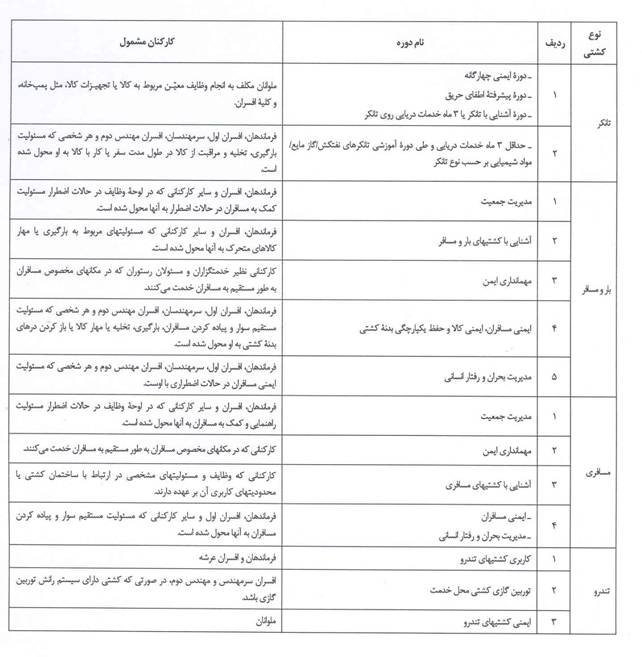 نوع کشتی
ردیف
نام دوره
کارکنان مشمول
تانکر
۱
ـ دورهٔ ایمنی چهارگانه
ـ دورهٔ پیشرفتهٔ اطفای حریق
ـ دورهٔ آشنایی با تانکر یا ۳ ماه خدمات دریایی روی تانکر
ملوانان مکلف به انجام وظایف معیّن مربوط به کالا یا تجهیزات کالا، مثل پمپ‌خانه،
و کلیهٔ افسران.
۲
ـ حداقل ۳ ماه خدمات دریایی و طی دورهٔ آموزشی تانکرهای نفتکش/گاز مایع/
مواد شیمیایی بر حسب نوع تانکر
فرماندهان، افسران اول، سرمهندسان، افسران مهندس دوم و هر شخصی که مسئولیت
بارگیری، تخلیه و مراقبت از کالا در طول مدت سفر یا کار با کالا به او محول شده
است.
بار و مسافر
۱
مدیریت جمعیت
فرماندهان، افسران و سایر کارکنانی که در لوحهٔ وظایف در حالات اضطرار مسئولیت
کمک به مسافران در حالات اضطرار به آنها محول شده است.
۲
آشنایی با کشتیهای بار و مسافر
فرماندهان، افسران و سایر کارکنانی که مسئولیتهای مربوط به بارگیری یا مهار
کالاهای متحرک به آنها محول شده است.
۳
مهمانداری ایمن
کارکنانی نظیر خدمتگزاران و مسئولان رستوران که در مکانهای مخصوص مسافران
به طور مستقیم به مسافران خدمت می‌کنند.
۴
ایمنی مسافران، ایمنی کالا و حفظ یکپارچگی بدنهٔ کشتی
فرماندهان، افسران اول، سرمهندسان، افسران مهندس دوم و هر شخصی که مسئولیت
مستقیم سوار و پیاده کردن مسافران، بارگیری، تخلیه یا مهار کالا یا باز کردن درهای
بدنهٔ کشتی به او محول شده است.
۵
مدیریت بحران و رفتار انسانی
فرماندهان، افسران اول، سرمهندسان، افسران مهندس دوم و هر شخصی که مسئولیت
ایمنی مسافران در حالات اضطراری با اوست.
مسافری
۱
مدیریت جمعیت
فرماندهان، افسران و سایر کارکنانی که در لوحهٔ وظایف در حالات اضطرار مسئولیت
راهنمایی و کمک به مسافران به آنها محول شده است.
۲
مهمانداری ایمن
کارکنانی که در مکانهای مخصوص مسافران به طور مستقیم به مسافران خدمت می‌کنند.
۳
آشنایی با کشتیهای مسافری
کارکنانی که وظایف و مسئولیتهای مشخصی در ارتباط با ساختمان کشتی یا
محدودیتهای کاربری آن بر عهده دارند.
۴
ـ ایمنی مسافران
ـ مدیریت بحران و رفتار انسانی
فرماندهان، افسران اول و سایر کارکنانی که مسئولیت مستقیم سوار و پیاده کردن
مسافران به آنها محول شده است.
تندرو
۱
کاربری کشتیهای تندرو
فرماندهان و افسران عرشه
۲
توربین گازی کشتی محل خدمت
افسران سرمهندس و مهندس دوم، در صورتی که کشتی دارای سیستم رانش توربین
گازی باشد.
۳
ایمنی کشتیهای تندرو
ملوانان